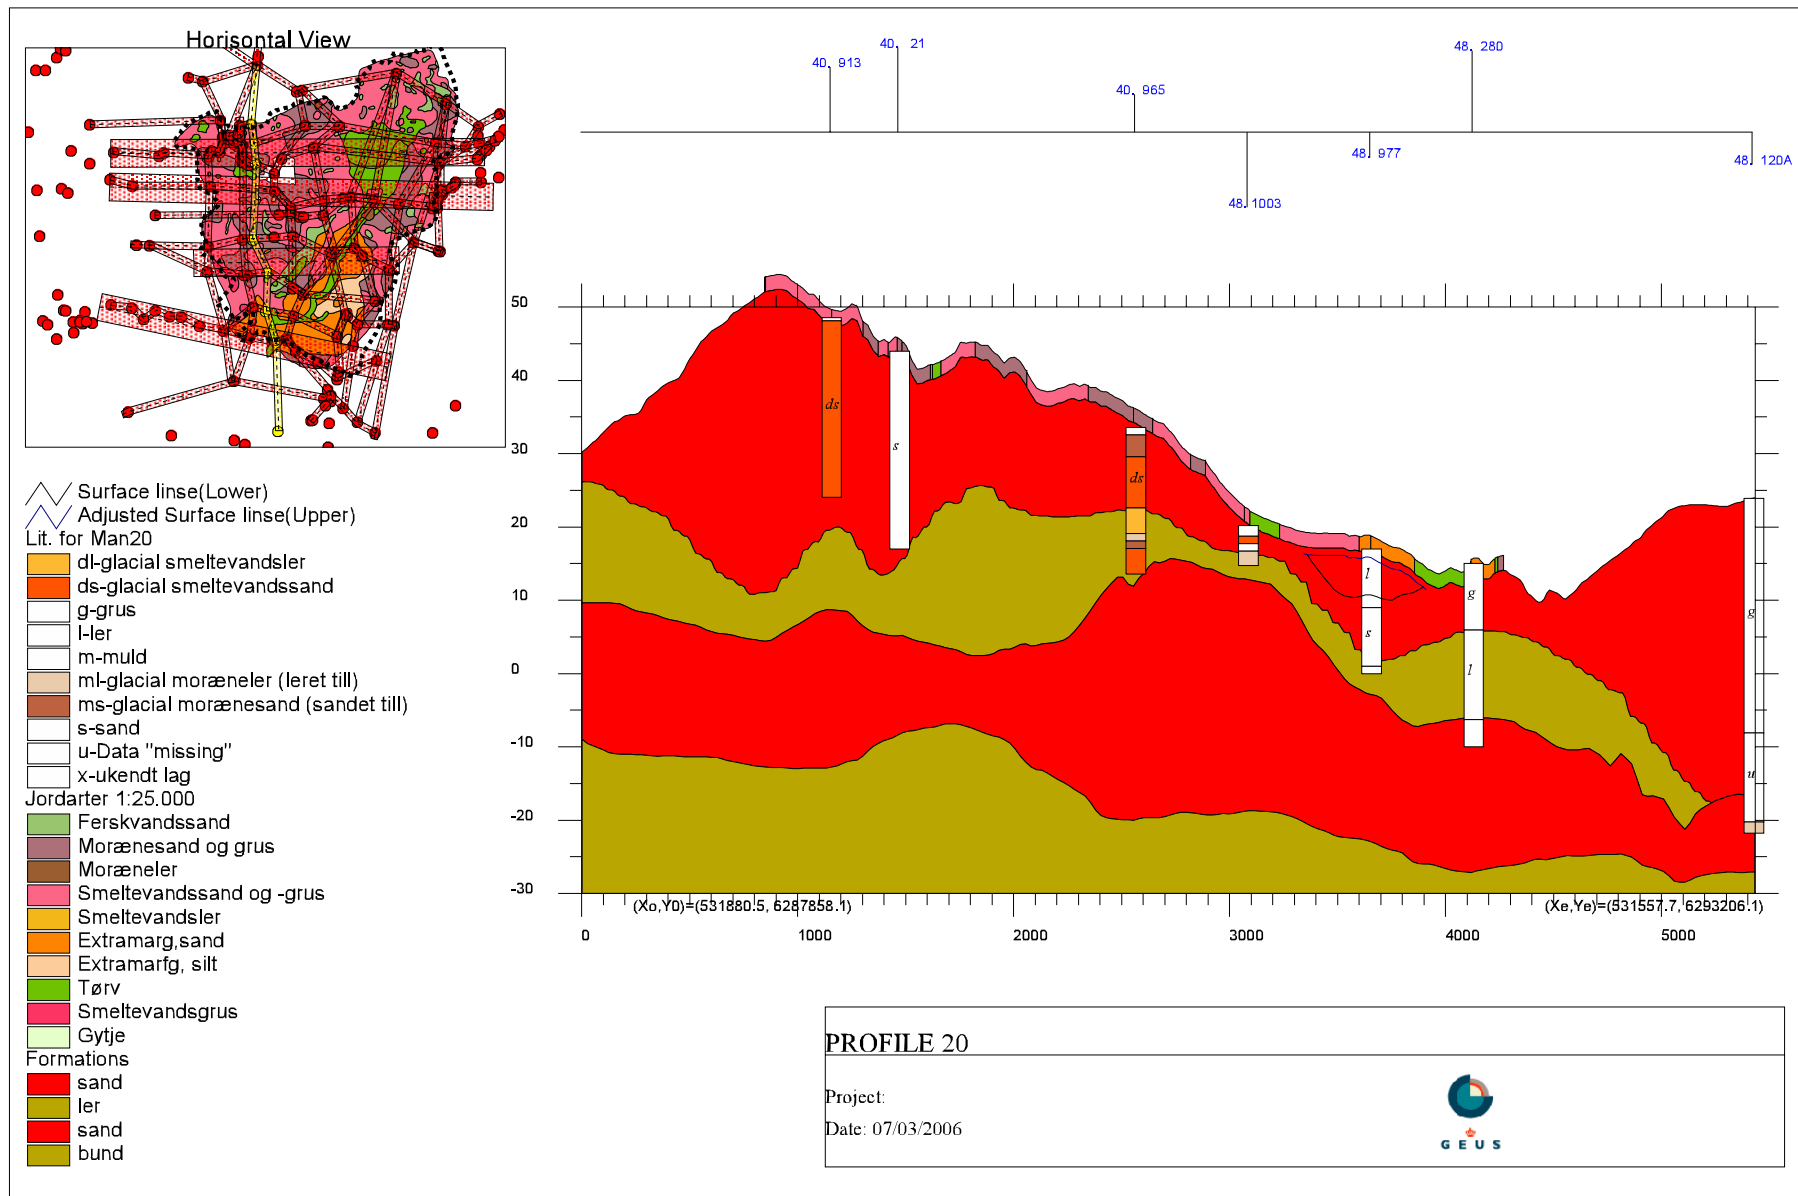 Horisontal View
40. 21
48. 280
40. 913
40. 965
48. 977
48. 120A
48. 1003
50
40
30
20
10
0
-10
-20
-30
ds
s
ds
l
s
g
l
g
u
(Xo,Y0)=(531880.5, 6287858.1)
(Xe,Ye)=(531557.7, 6293206.1)
0
1000
2000
3000
4000
5000
Surface linse(Lower)
Adjusted Surface linse(Upper)
Lit. for Man20
dl-glacial smeltevandsler
ds-glacial smeltevandssand
g-grus
l-ler
m-muld
ml-glacial moræneler (leret till)
ms-glacial morænesand (sandet till)
s-sand
u-Data "missing"
x-ukendt lag
Jordarter 1:25.000
Ferskvandssand
Morænesand og grus
Moræneler
Smeltevandssand og -grus
Smeltevandsler
Extramarg,sand
Extramarfg, silt
Tørv
Smeltevandsgrus
Gytje
Formations
sand
ler
sand
bund
PROFILE 20
Project:
Date: 07/03/2006
GEUS